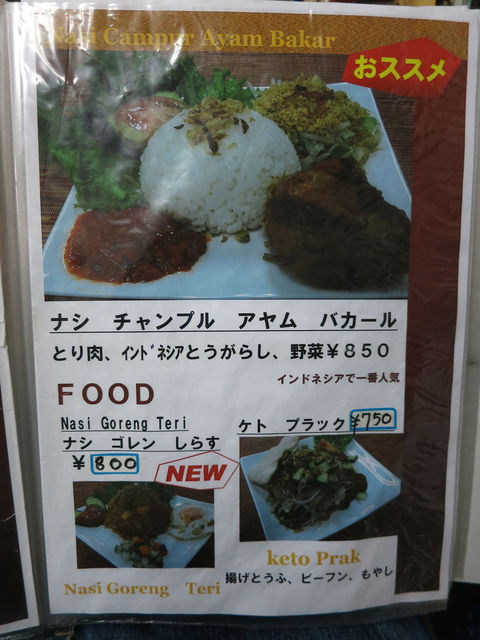 Nasi Campur Ayam Bakar
おススメ
ナシ チャンプル アヤム バカール
とり肉、インドネシアとうがらし、野菜￥850
インドネシアで一番人気
FOOD
Nasi Goreng Teri
ナシ ゴレン しらす
￥800
NEW
ケト プラック ¥750
Nasi Goreng Teri
keto Prak
揚げとうふ、ビーフン、もやし